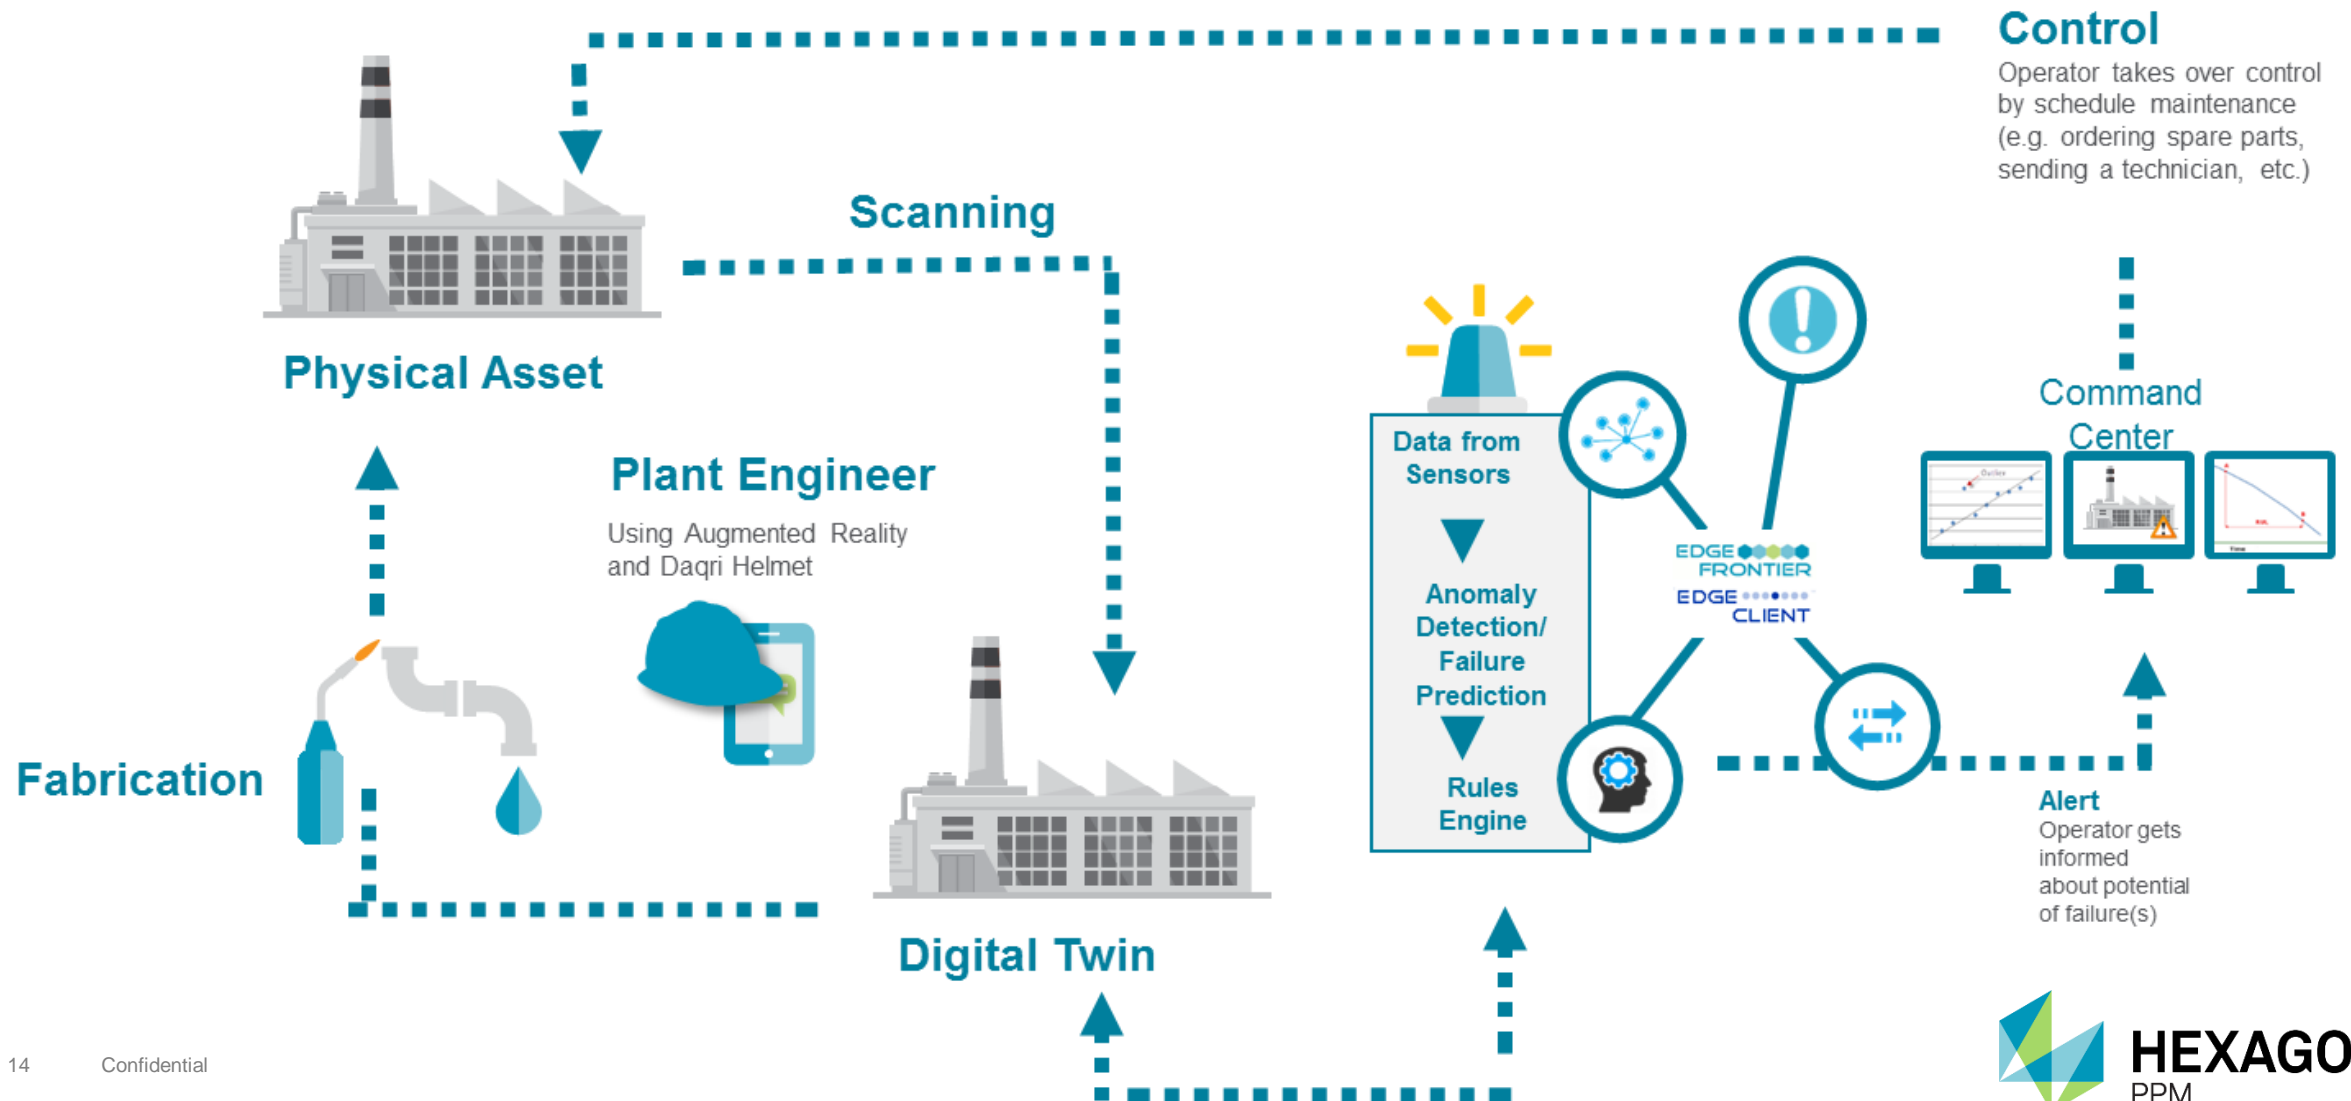 Control
Operator takes over control
by schedule maintenance
(e.g. ordering spare parts,
sending a technician, etc.)
Scanning
Physical Asset
Command
Center
Data from
Sensors
Outlier
Plant Engineer
Using Augmented Reality
and Daqri Helmet
EDGE
FRONTIER
EDGE
CLIENT
Time
Anomaly
Detection/
Failure
Prediction
Fabrication
Rules
Engine
Alert
Operator gets
informed
about potential
of failure(s)
Digital Twin
14 Confidential
HEXAGO
PPM